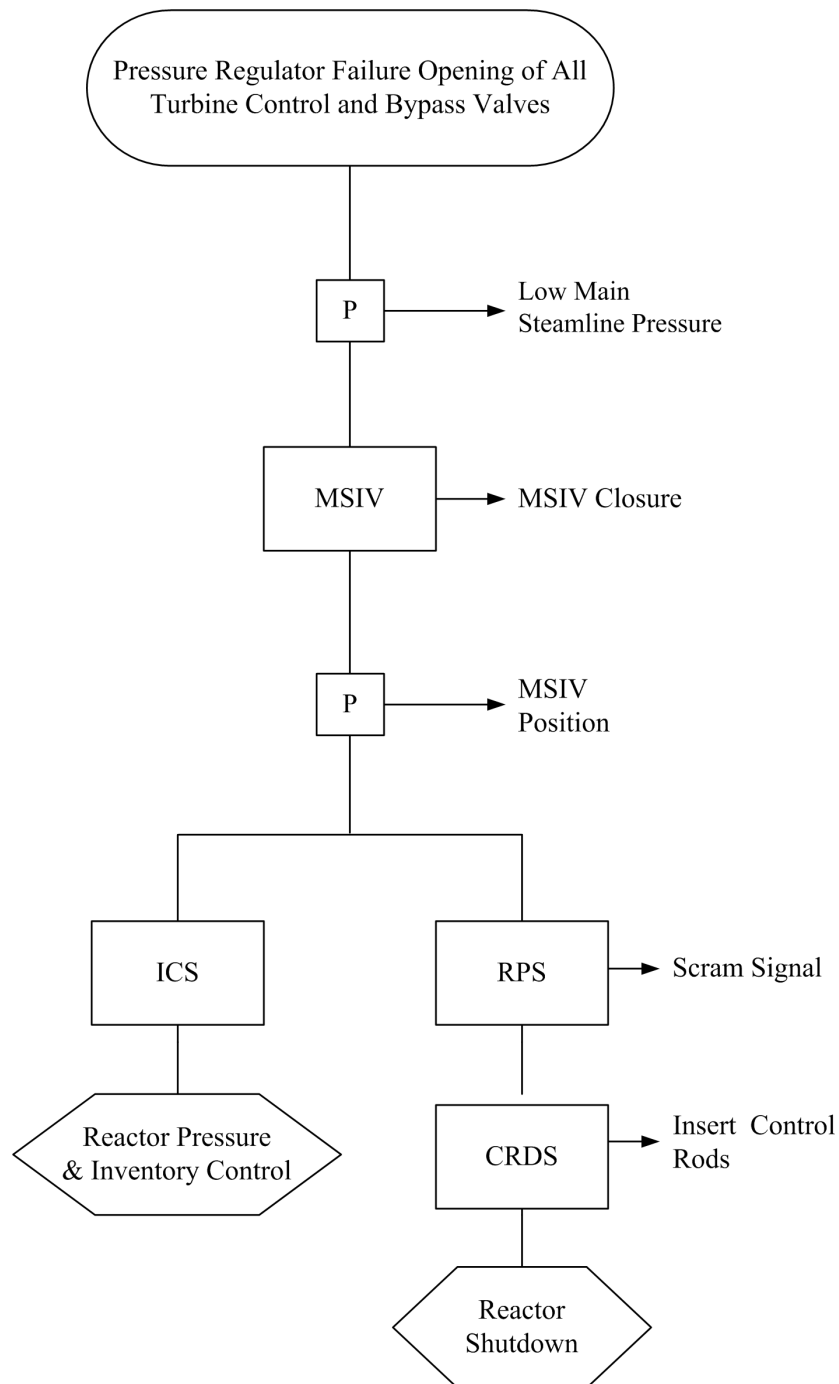 Pressure Regulator Failure Opening of All
Turbine Control and Bypass Valves
P
Low Main
Steamline Pressure
MSIV
MSIV Closure
P
MSIV
Position
ICS
RPS
Scram Signal
Reactor Pressure
& Inventory Control
CRDS
Insert Control
Rods
Reactor
Shutdown